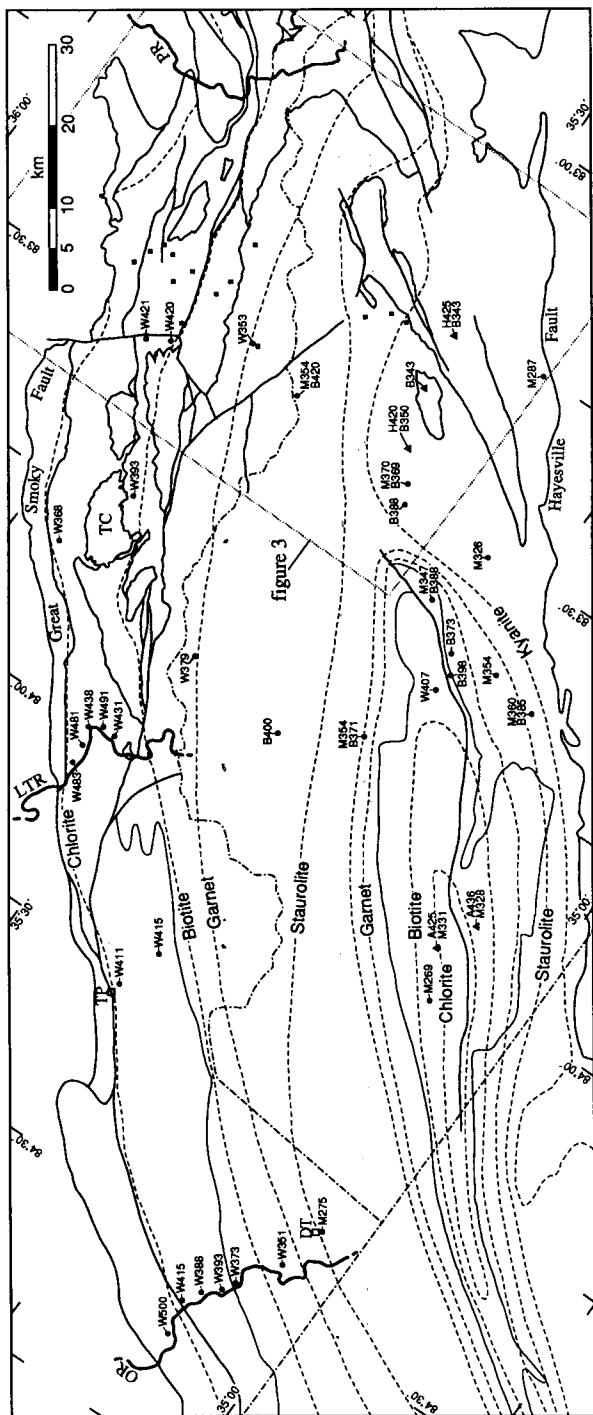 36°00'
PR
km
0
5
10
20
30
83°30'
35°30'
83°00'
Smoky
Fault
W421
W420
W353
M354
B420
H425
B343
B343
H420
B350
M370
B369
B388
M287
Hayesville
Fault
Great
W368
TC
W393
figure 3
M347
B388
M326
Kyanite
83°30'
84°00'
LTR
W483
W481
W438
W491
W431
W379
B400
M354
B371
W407
B373
B398
M354
M360
B385
Chlorite
Biotite
Garnet
Staurolite
Garnet
Biotite
Chlorite
Staurolite
35°30'
TP
W411
W415
M269
A425
M331
A436
M328
35°00'
84°00'
84°30'
OR
W500
W415
W388
W393
W373
W351
DT
M275
35°00'
84°30'